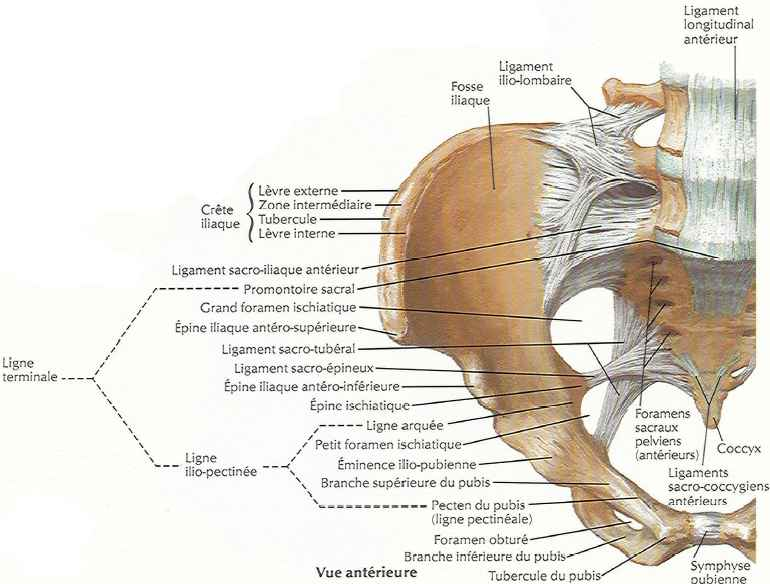 Ligament
longitudinal
antérieur
Ligament
ilio-lombaire
Fosse
iliaque
Crête
iliaque
Lèvre externe
Zone intermédiaire
Tubercule
Lèvre interne
Ligament sacro-iliaque antérieur
Promontoire sacral
Grand foramen ischiatique
Épine iliaque antéro-supérieure
Ligament sacro-tubéral
Ligament sacro-épineux
Épine iliaque antéro-inférieure
Épine ischiatique
Ligne
terminale
Ligne arquée
Petit foramen ischiatique
Ligne
ilio-pectinée
Éminence ilio-pubienne
Branche supérieure du pubis
Pecten du pubis
(ligne pectinéale)
Foramen obturé
Branche inférieure du pubis
Tubercule du pubis
Foramens
sacraux
pelviens
(antérieurs)
Coccyx
Ligaments
sacro-coccygiens
antérieurs
Symphyse
pubienne
Vue antérieure